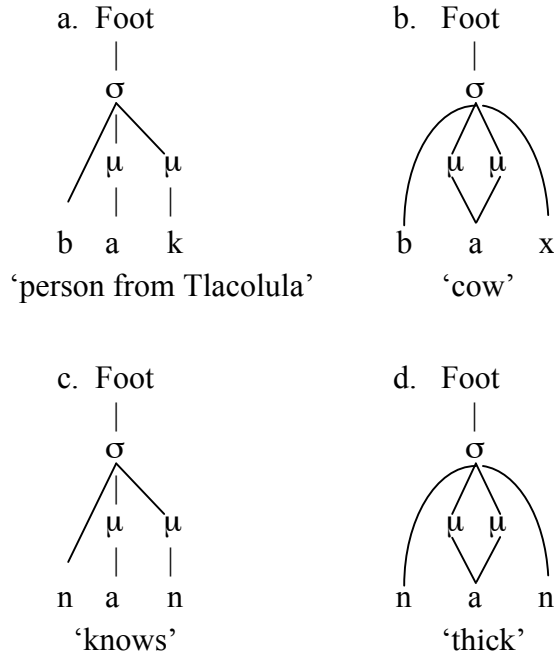 a. Foot
σ
μ μ
b a k
‘person from Tlacolula’
b. Foot
σ
μ μ
b a x
‘cow’
c. Foot
σ
μ μ
n a n
‘knows’
d. Foot
σ
μ μ
n a n
‘thick’